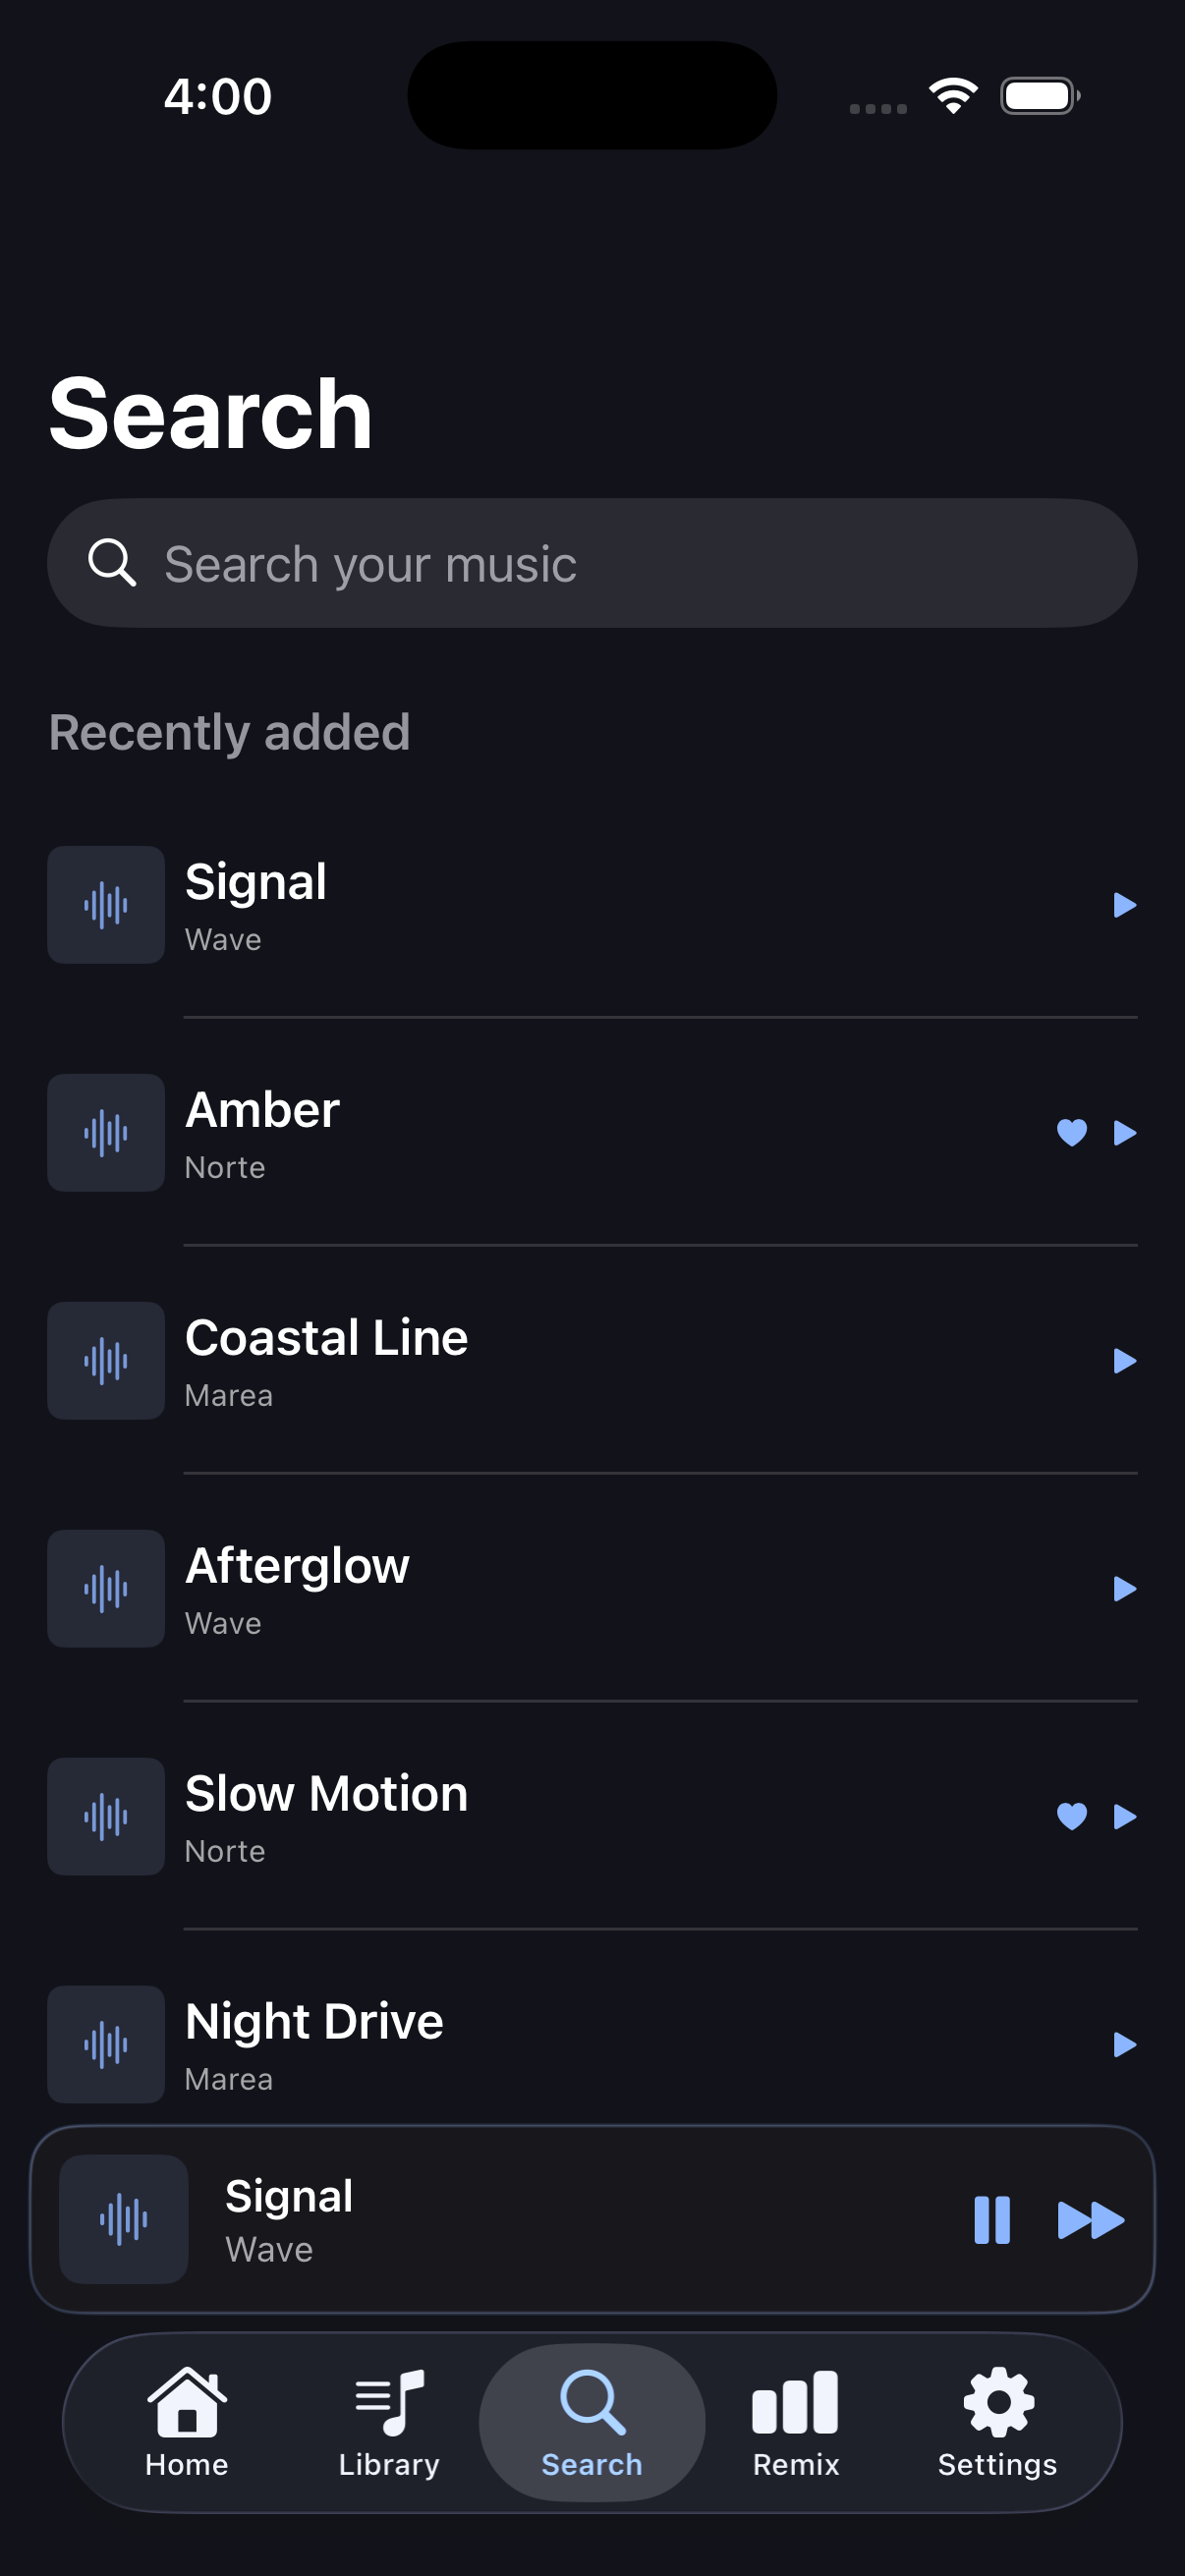 4:00
Search
Search your music
Recently added
Signal
Wave
Amber
Norte
Coastal Line
Marea
Afterglow
Wave
Slow Motion
Norte
Night Drive
Marea
Signal
Wave
Home
Library
Search
Remix
Settings